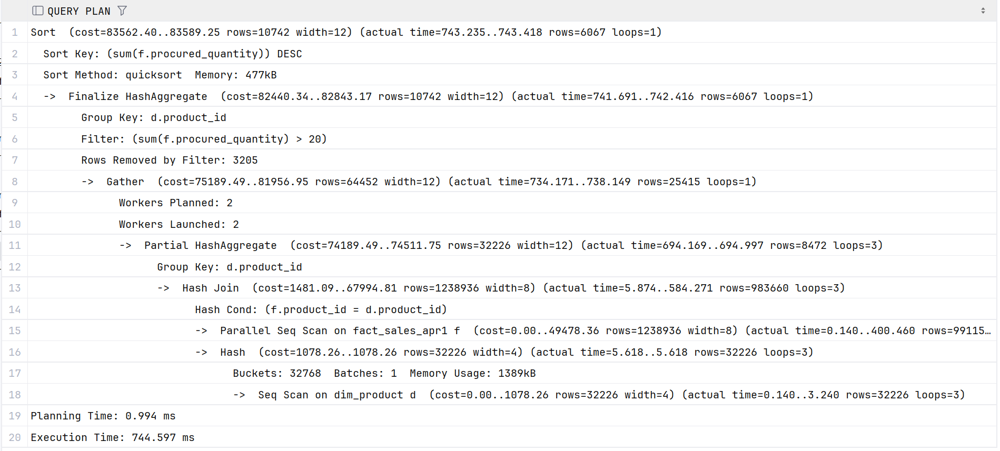 QUERY PLAN
1 Sort  (cost=83562.40..83589.25 rows=10742 width=12) (actual time=743.235..743.418 rows=6067 loops=1)
2   Sort Key: (sum(f.procured_quantity)) DESC
3   Sort Method: quicksort  Memory: 477kB
4   ->  Finalize HashAggregate  (cost=82440.34..82843.17 rows=10742 width=12) (actual time=741.691..742.416 rows=6067 loops=1)
5         Group Key: d.product_id
6         Filter: (sum(f.procured_quantity) > 20)
7         Rows Removed by Filter: 3205
8         ->  Gather  (cost=75189.49..81956.95 rows=64452 width=12) (actual time=734.171..738.149 rows=25415 loops=1)
9               Workers Planned: 2
10               Workers Launched: 2
11               ->  Partial HashAggregate  (cost=74189.49..74511.75 rows=32226 width=12) (actual time=694.169..694.997 rows=8472 loops=3)
12                     Group Key: d.product_id
13                     ->  Hash Join  (cost=1481.09..67994.81 rows=1238936 width=8) (actual time=5.874..584.271 rows=983660 loops=3)
14                           Hash Cond: (f.product_id = d.product_id)
15                           ->  Parallel Seq Scan on fact_sales_apr1 f  (cost=0.00..49478.36 rows=1238936 width=8) (actual time=0.140..400.460 rows=99115…
16                           ->  Hash  (cost=1078.26..1078.26 rows=32226 width=4) (actual time=5.618..5.618 rows=32226 loops=3)
17                                 Buckets: 32768  Batches: 1  Memory Usage: 1389kB
18                                 ->  Seq Scan on dim_product d  (cost=0.00..1078.26 rows=32226 width=4) (actual time=0.140..3.240 rows=32226 loops=3)
19 Planning Time: 0.994 ms
20 Execution Time: 744.597 ms